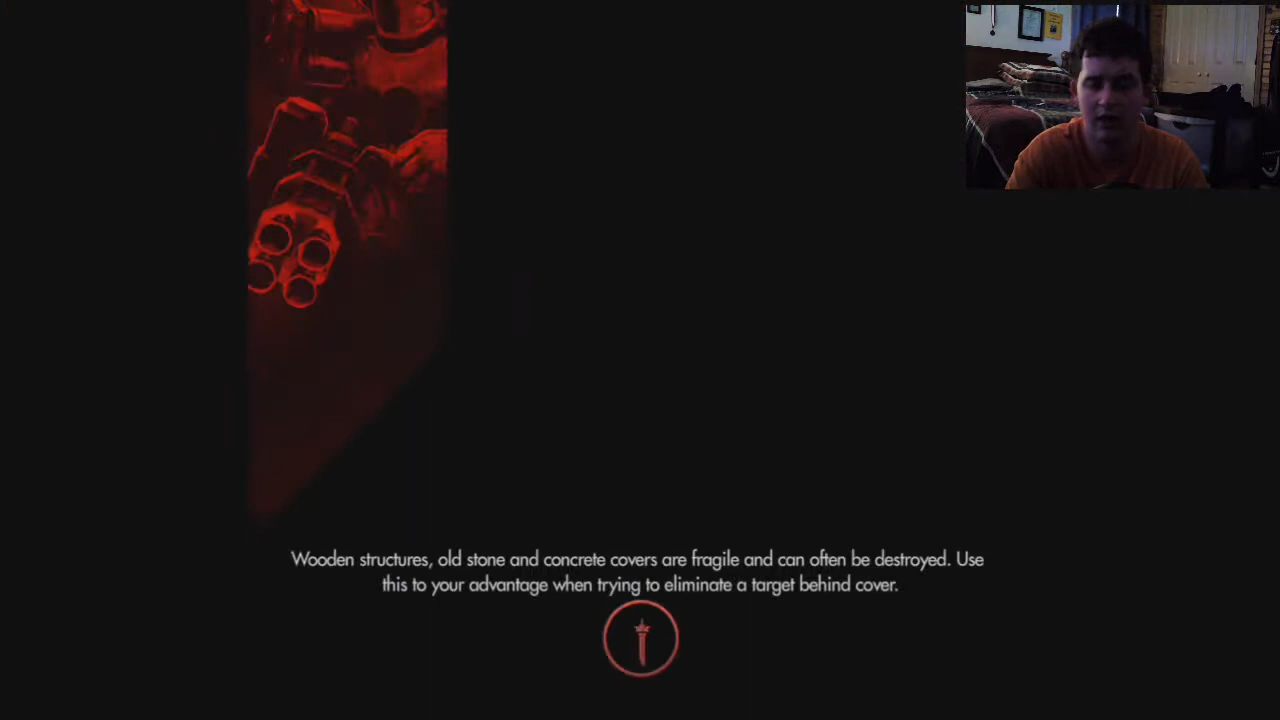 Wooden structures, old stone and concrete covers are fragile and can often be destroyed. Use
this to your advantage when trying to eliminate a target behind cover.